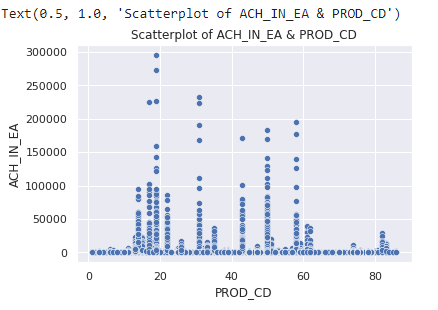 Text(0.5, 1.0, 'Scatterplot of ACH_IN_EA & PROD_CD')
Scatterplot of ACH_IN_EA & PROD_CD
300000
250000
200000
150000
100000
50000
0
ACH_IN_EA
0 20 40 60 80
PROD_CD